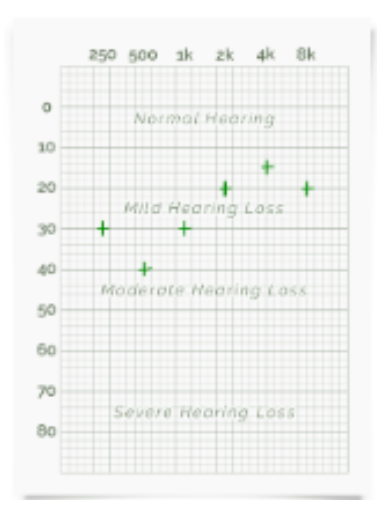 250 500 1k 2k 4k 8k
0
Normal Hearing
10
20
Mild Hearing Loss
30
40
Moderate Hearing Loss
50
60
70
Severe Hearing Loss
80